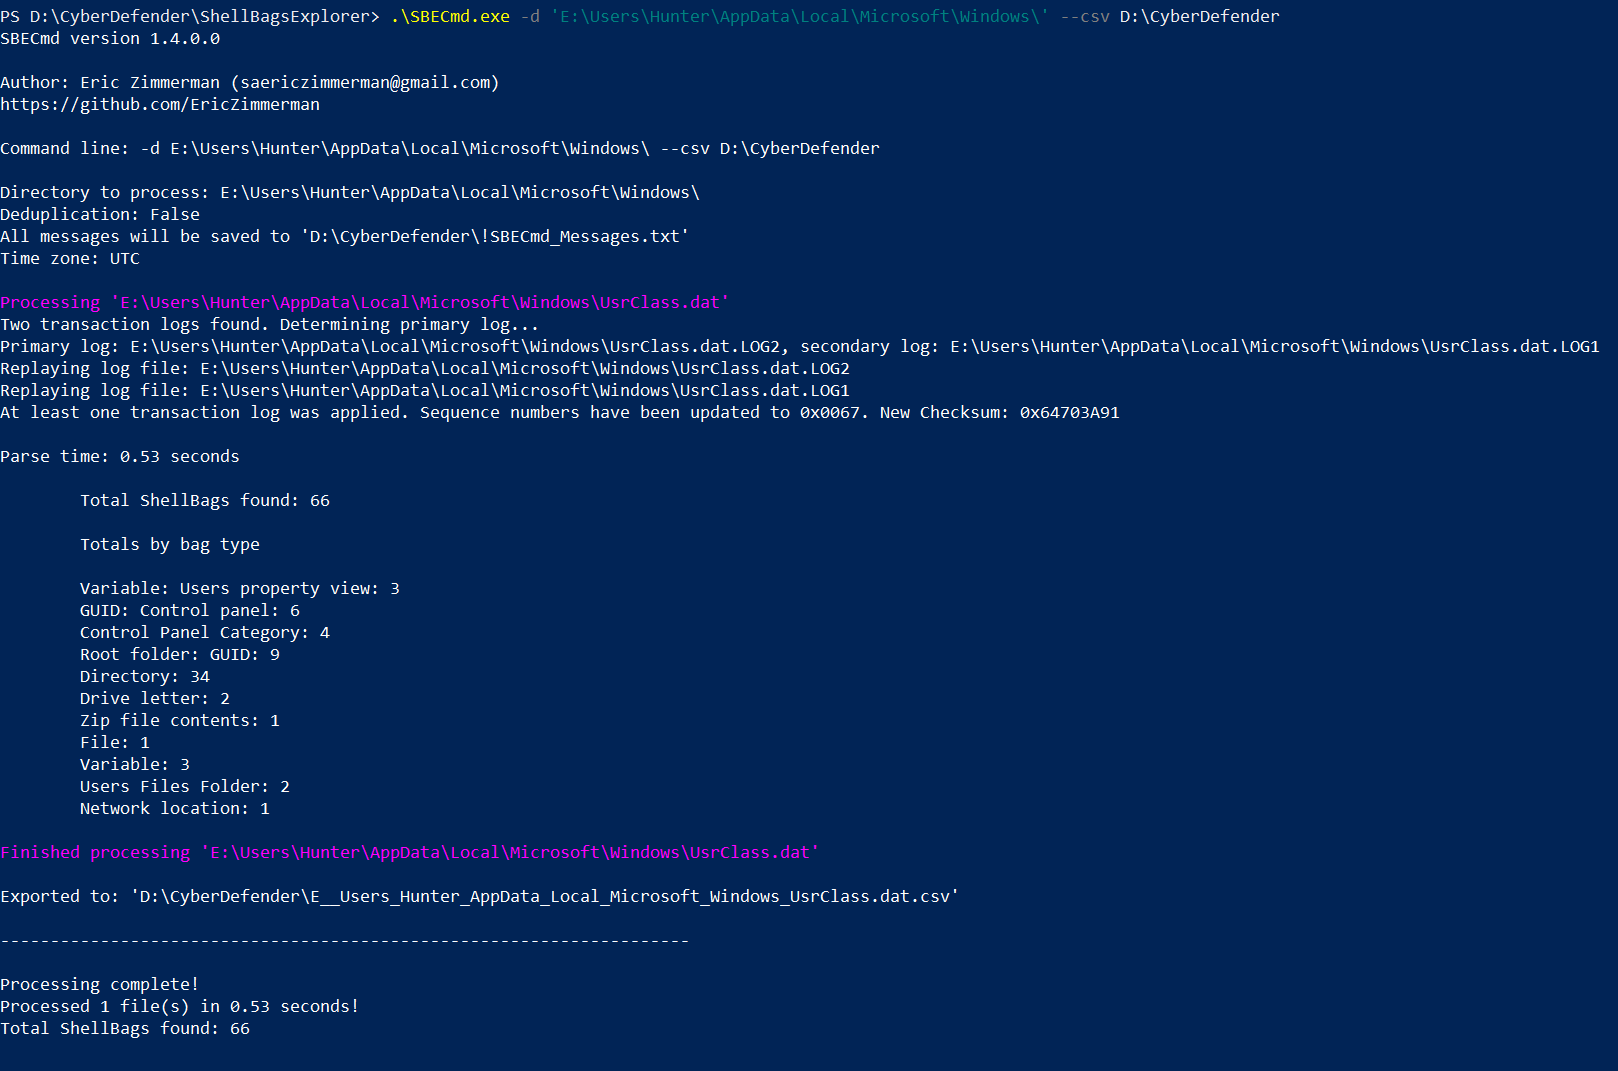 PS D:\CyberDefender\ShellBagsExplorer> .\SBECmd.exe -d 'E:\Users\Hunter\AppData\Local\Microsoft\Windows\' --csv D:\CyberDefender
SBECmd version 1.4.0.0
Author: Eric Zimmerman (saericzimmerman@gmail.com)
https://github.com/EricZimmerman
Command line: -d E:\Users\Hunter\AppData\Local\Microsoft\Windows\ --csv D:\CyberDefender
Directory to process: E:\Users\Hunter\AppData\Local\Microsoft\Windows\
Deduplication: False
All messages will be saved to 'D:\CyberDefender\!SBECmd_Messages.txt'
Time zone: UTC
Processing 'E:\Users\Hunter\AppData\Local\Microsoft\Windows\UsrClass.dat'
Two transaction logs found. Determining primary log...
Primary log: E:\Users\Hunter\AppData\Local\Microsoft\Windows\UsrClass.dat.LOG2, secondary log: E:\Users\Hunter\AppData\Local\Microsoft\Windows\UsrClass.dat.LOG1
Replaying log file: E:\Users\Hunter\AppData\Local\Microsoft\Windows\UsrClass.dat.LOG2
Replaying log file: E:\Users\Hunter\AppData\Local\Microsoft\Windows\UsrClass.dat.LOG1
At least one transaction log was applied. Sequence numbers have been updated to 0x0067. New Checksum: 0x64703A91
Parse time: 0.53 seconds
Total ShellBags found: 66
Totals by bag type
Variable: Users property view: 3
GUID: Control panel: 6
Control Panel Category: 4
Root folder: GUID: 9
Directory: 34
Drive letter: 2
Zip file contents: 1
File: 1
Variable: 3
Users Files Folder: 2
Network location: 1
Finished processing 'E:\Users\Hunter\AppData\Local\Microsoft\Windows\UsrClass.dat'
Exported to: 'D:\CyberDefender\E__Users_Hunter_AppData_Local_Microsoft_Windows_UsrClass.dat.csv'
---------------------------------------------------------------------
Processing complete!
Processed 1 file(s) in 0.53 seconds!
Total ShellBags found: 66